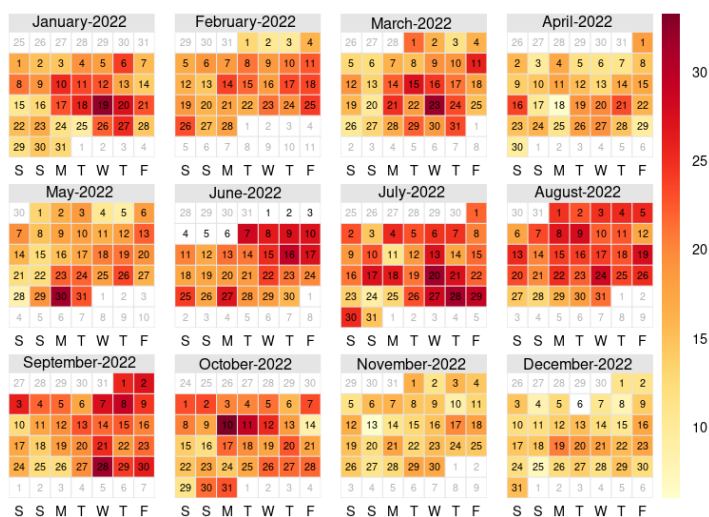 January-2022
25 26 27 28 29 30 31
1 2 3 4 5 6 7
8 9 10 11 12 13 14
15 16 17 18 19 20 21
22 23 24 25 26 27 28
29 30 31 1 2 3 4
S S M T W T F
February-2022
29 30 31 1 2 3 4
5 6 7 8 9 10 11
12 13 14 15 16 17 18
19 20 21 22 23 24 25
26 27 28 1 2 3 4
5 6 7 8 9 10 11
S S M T W T F
March-2022
26 27 28 1 2 3 4
5 6 7 8 9 10 11
12 13 14 15 16 17 18
19 20 21 22 23 24 25
26 27 28 29 30 31 1
2 3 4 5 6 7 8
S S M T W T F
April-2022
26 27 28 29 30 31 1
2 3 4 5 6 7 8
9 10 11 12 13 14 15
16 17 18 19 20 21 22
23 24 25 26 27 28 29
30 1 2 3 4 5 6
S S M T W T F
May-2022
30 1 2 3 4 5 6
7 8 9 10 11 12 13
14 15 16 17 18 19 20
21 22 23 24 25 26 27
28 29 30 31 1 2 3
4 5 6 7 8 9 10
S S M T W T F
June-2022
28 29 30 31 1 2 3
4 5 6 7 8 9 10
11 12 13 14 15 16 17
18 19 20 21 22 23 24
25 26 27 28 29 30 1
2 3 4 5 6 7 8
S S M T W T F
July-2022
25 26 27 28 29 30 1
2 3 4 5 6 7 8
9 10 11 12 13 14 15
16 17 18 19 20 21 22
23 24 25 26 27 28 29
30 31 1 2 3 4 5
S S M T W T F
August-2022
30 31 1 2 3 4 5
6 7 8 9 10 11 12
13 14 15 16 17 18 19
20 21 22 23 24 25 26
27 28 29 30 31 1 2
3 4 5 6 7 8 9
S S M T W T F
September-2022
27 28 29 30 31 1 2
3 4 5 6 7 8 9
10 11 12 13 14 15 16
17 18 19 20 21 22 23
24 25 26 27 28 29 30
1 2 3 4 5 6 7
S S M T W T F
October-2022
24 25 26 27 28 29 30
1 2 3 4 5 6 7
8 9 10 11 12 13 14
15 16 17 18 19 20 21
22 23 24 25 26 27 28
29 30 31 1 2 3 4
S S M T W T F
November-2022
29 30 31 1 2 3 4
5 6 7 8 9 10 11
12 13 14 15 16 17 18
19 20 21 22 23 24 25
26 27 28 29 30 1 2
3 4 5 6 7 8 9
S S M T W T F
December-2022
26 27 28 29 30 1 2
3 4 5 6 7 8 9
10 11 12 13 14 15 16
17 18 19 20 21 22 23
24 25 26 27 28 29 30
31 1 2 3 4 5 6
S S M T W T F
30
25
20
15
10